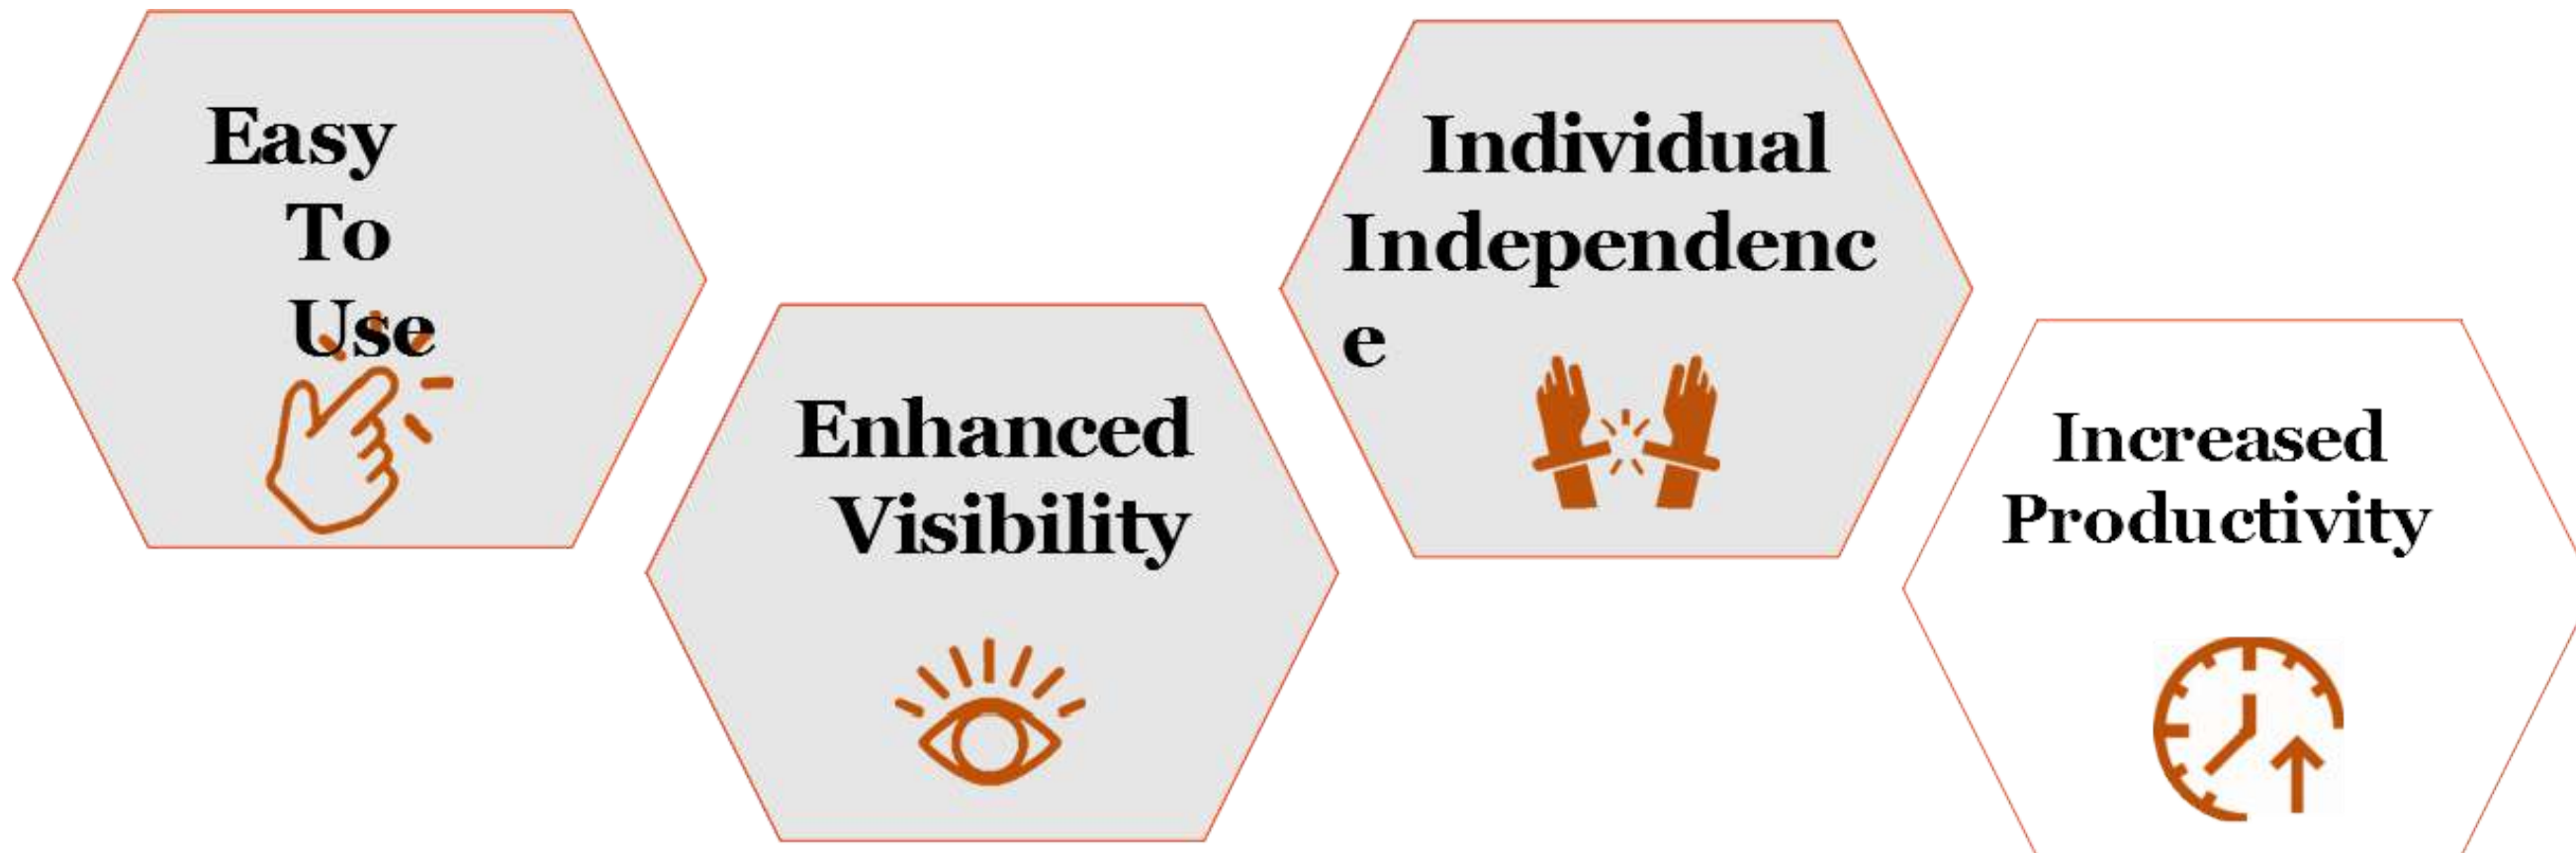 Easy
To
Use
Enhanced
Visibility
Individual
Independenc
e
Increased
Productivity